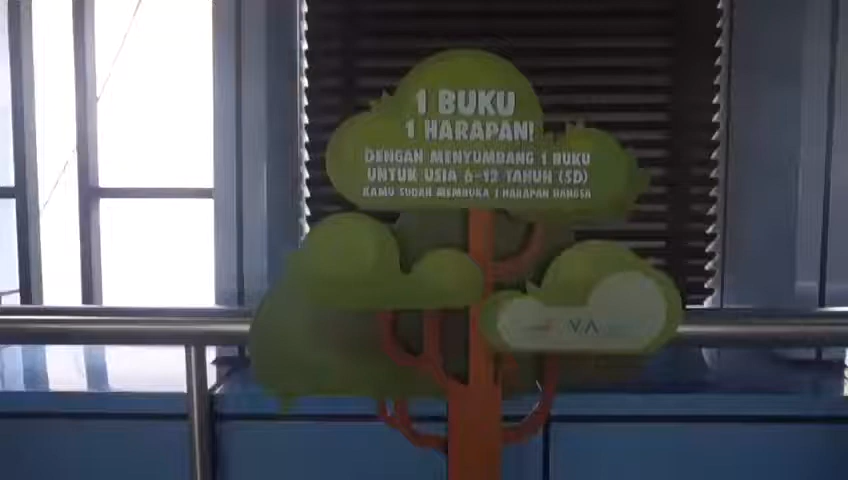 1 BUKU
1 HARAPAN!
DENGAN MENYUMBANG 1 BUKU
UNTUK USIA 6-12 TAHUN (SD)
KAMU SUDAH MEMBUKA 1 HARAPAN BANGSA